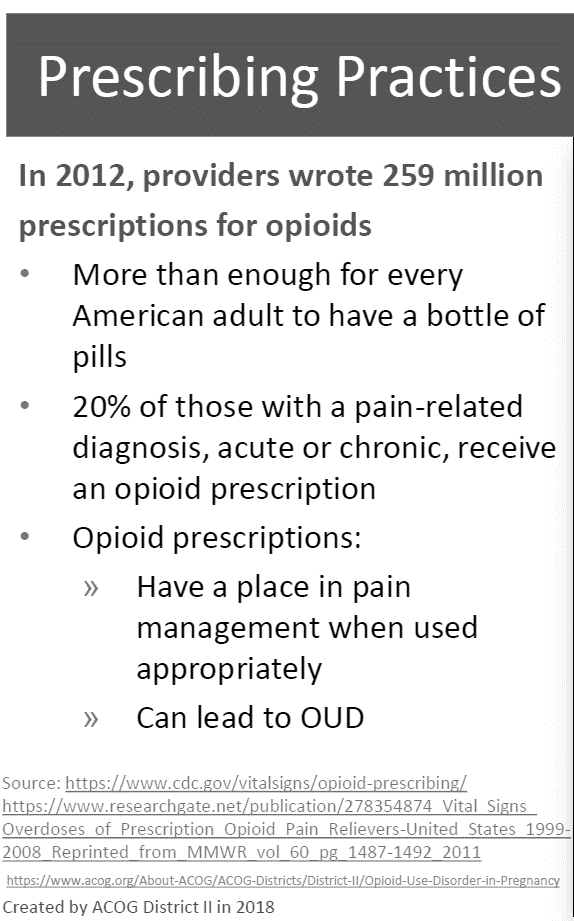 Prescribing Practices
In 2012, providers wrote 259 million
prescriptions for opioids
• More than enough for every
American adult to have a bottle of
pills
• 20% of those with a pain-related
diagnosis, acute or chronic, receive
an opioid prescription
• Opioid prescriptions:
» Have a place in pain
management when used
appropriately
» Can lead to OUD
Source: https://www.cdc.gov/vitalsigns/opioid-prescribing/
https://www.researchgate.net/publication/278354874_Vital_Signs_
Overdoses_of_Prescription_Opioid_Pain_Relievers-United_States_1999-
2008_Reprinted_from_MMWR_vol_60_pg_1487-1492_2011
https://www.acog.org/About-ACOG/ACOG-Districts/District-II/Opioid-Use-Disorder-in-Pregnancy
Created by ACOG District II in 2018